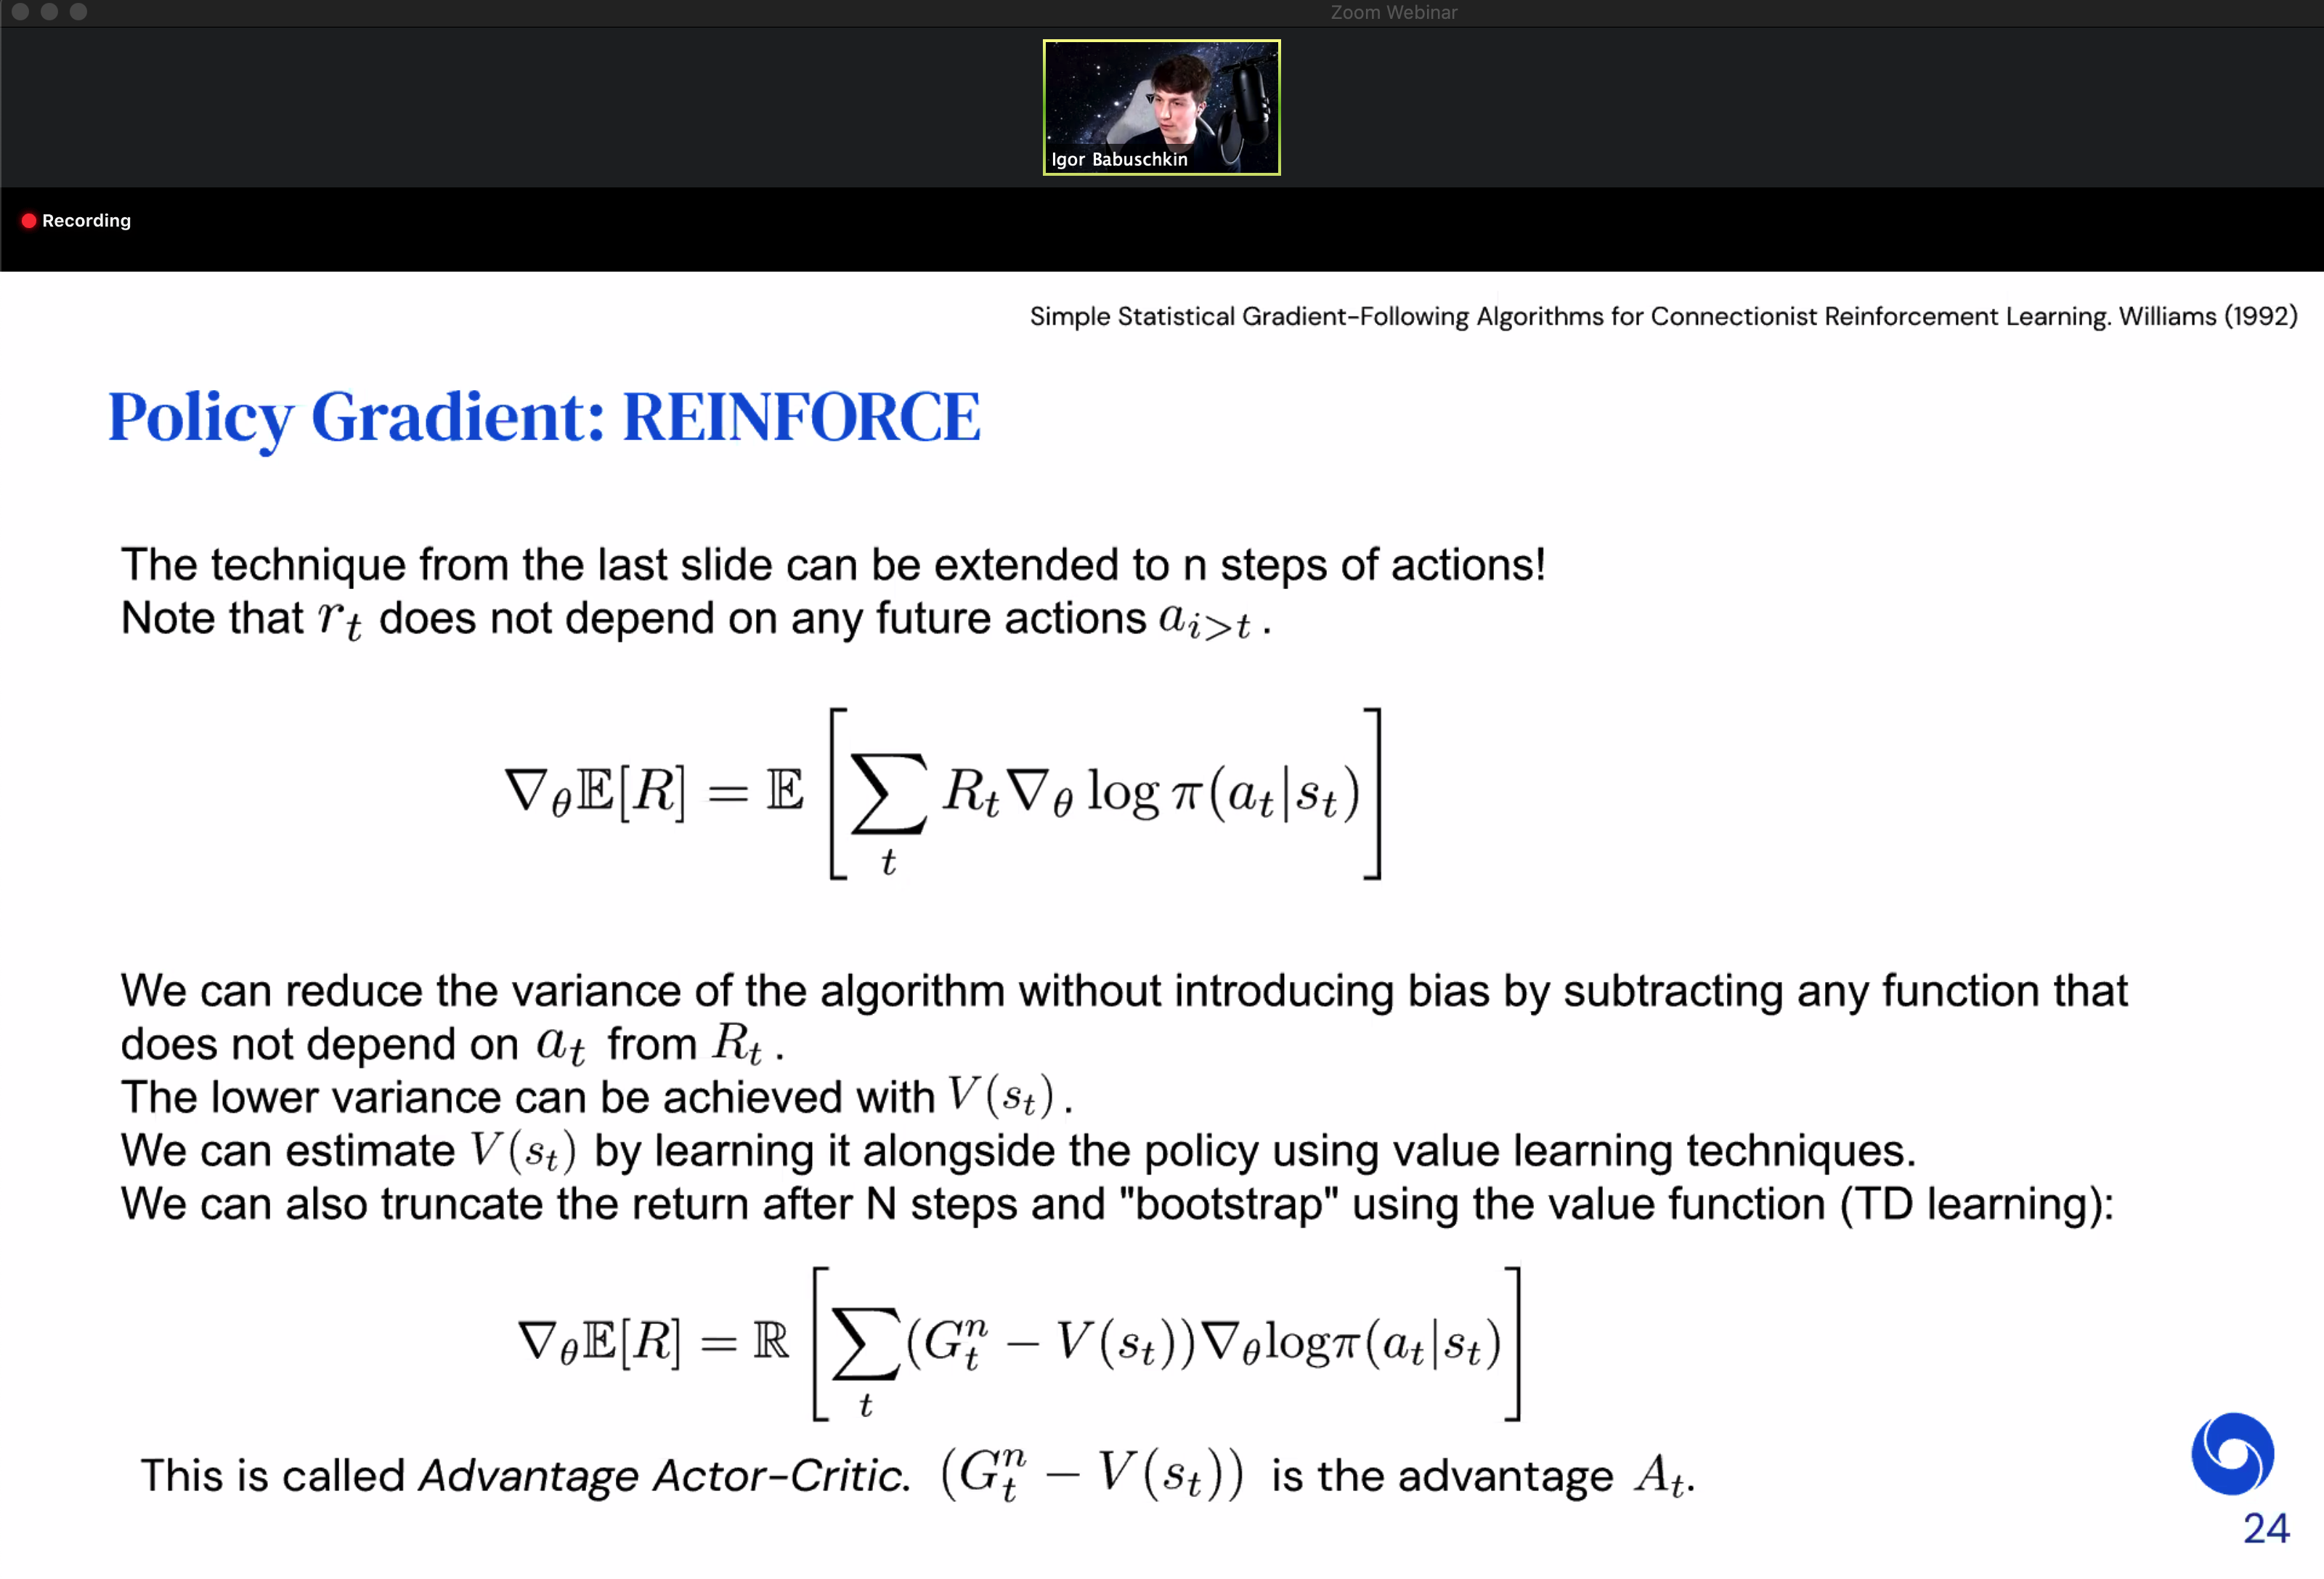 Zoom Webinar
Igor Babuschkin
Recording
Simple Statistical Gradient-Following Algorithms for Connectionist Reinforcement Learning. Williams (1992)
Policy Gradient: REINFORCE
The technique from the last slide can be extended to n steps of actions!
Note that $r_t$ does not depend on any future actions $a_{i>t}$.
$\nabla_\theta \mathbb{E}[R] = \mathbb{E}\left[\sum_t R_t \nabla_\theta \log \pi(a_t|s_t)\right]$
We can reduce the variance of the algorithm without introducing bias by subtracting any function that
does not depend on $a_t$ from $R_t$.
The lower variance can be achieved with $V(s_t)$.
We can estimate $V(s_t)$ by learning it alongside the policy using value learning techniques.
We can also truncate the return after N steps and "bootstrap" using the value function (TD learning):
$\nabla_\theta \mathbb{E}[R] = \mathbb{R}\left[\sum_t (G_t^n - V(s_t)) \nabla_\theta \log \pi(a_t|s_t)\right]$
This is called Advantage Actor-Critic. $(G_t^n - V(s_t))$ is the advantage $A_t$.
24